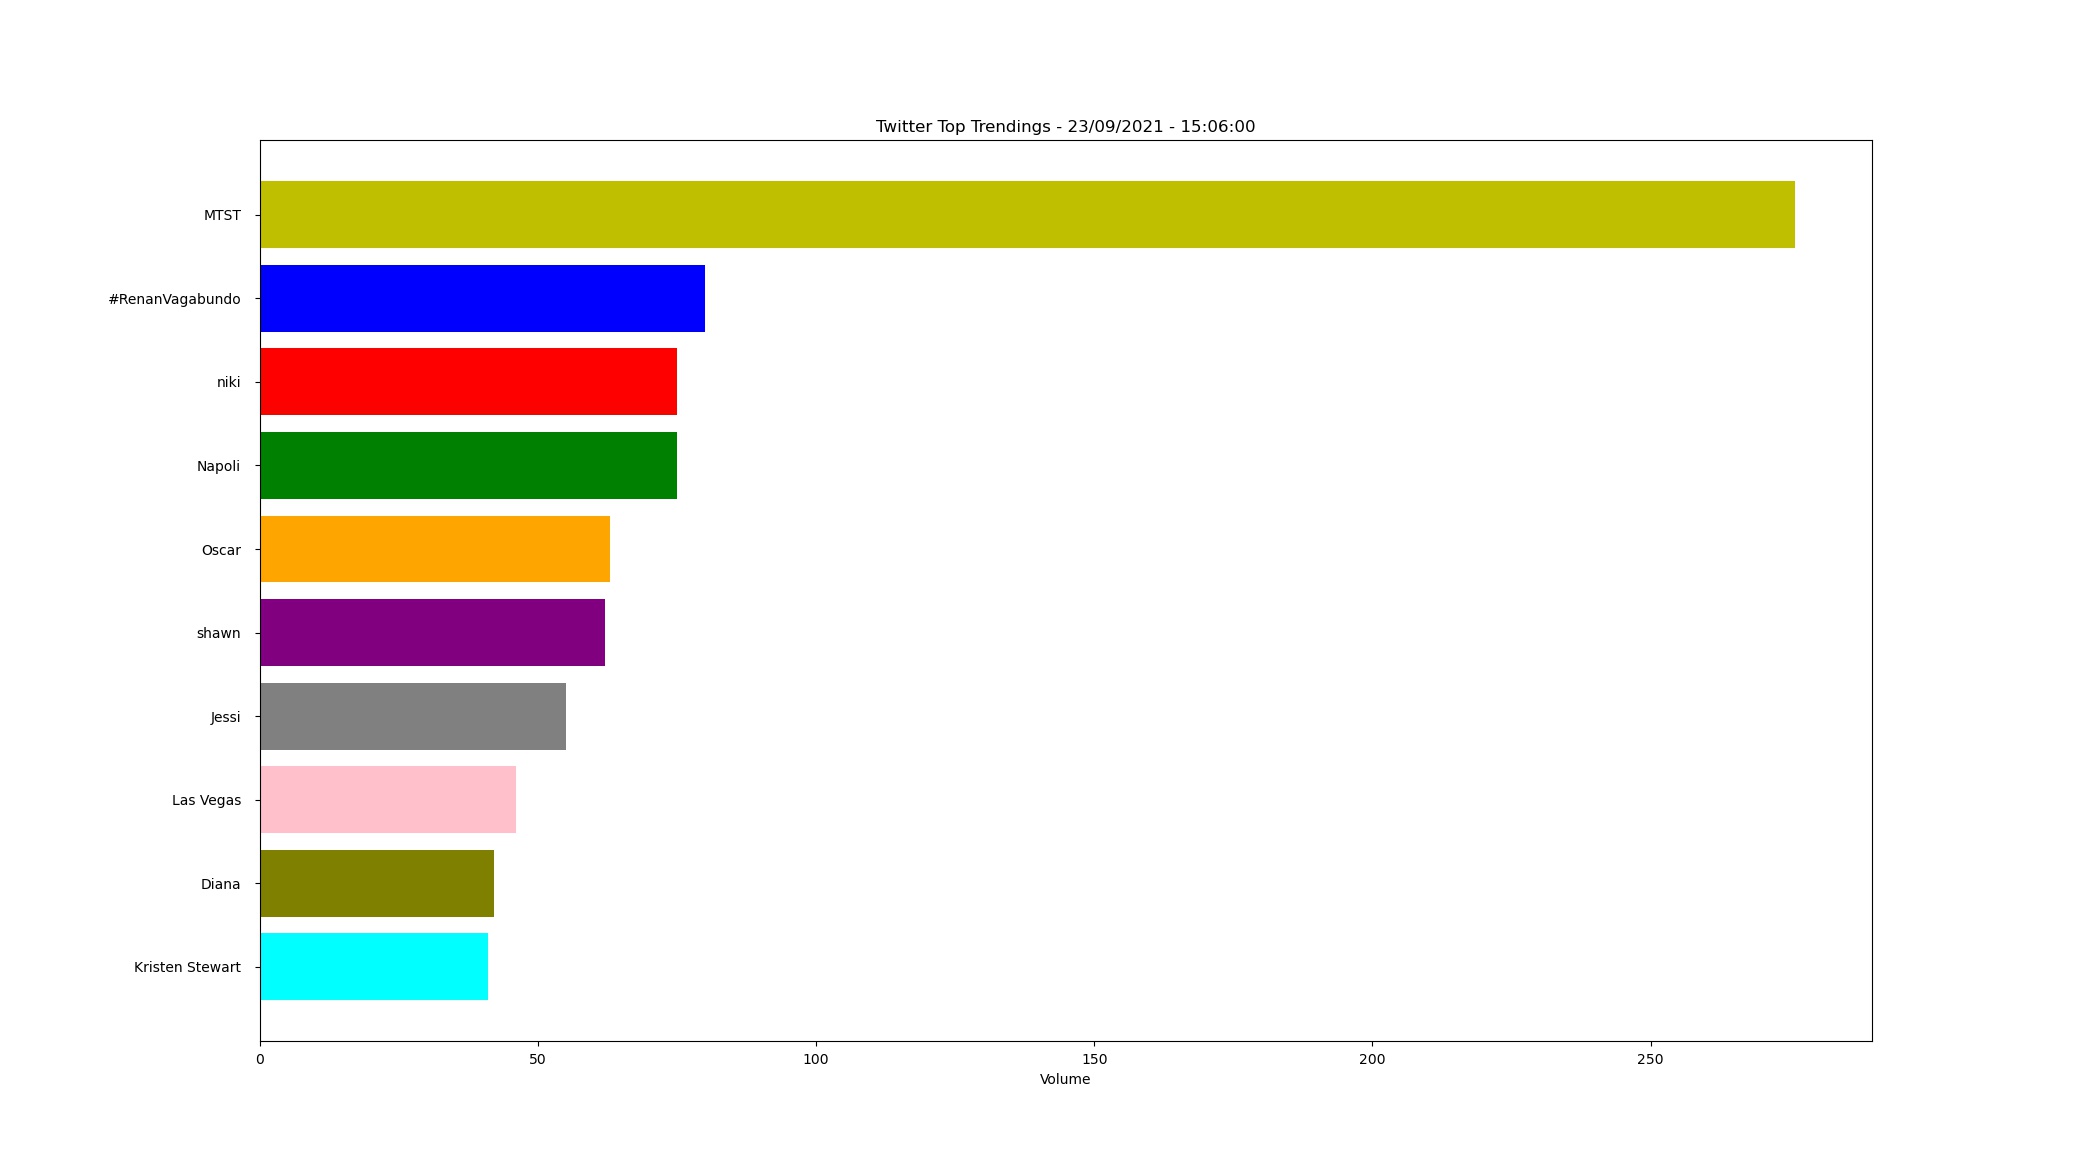 Twitter Top Trendings - 23/09/2021 - 15:06:00
MTST
#RenanVagabundo
niki
Napoli
Oscar
shawn
Jessi
Las Vegas
Diana
Kristen Stewart
0 50 100 150 200 250
Volume